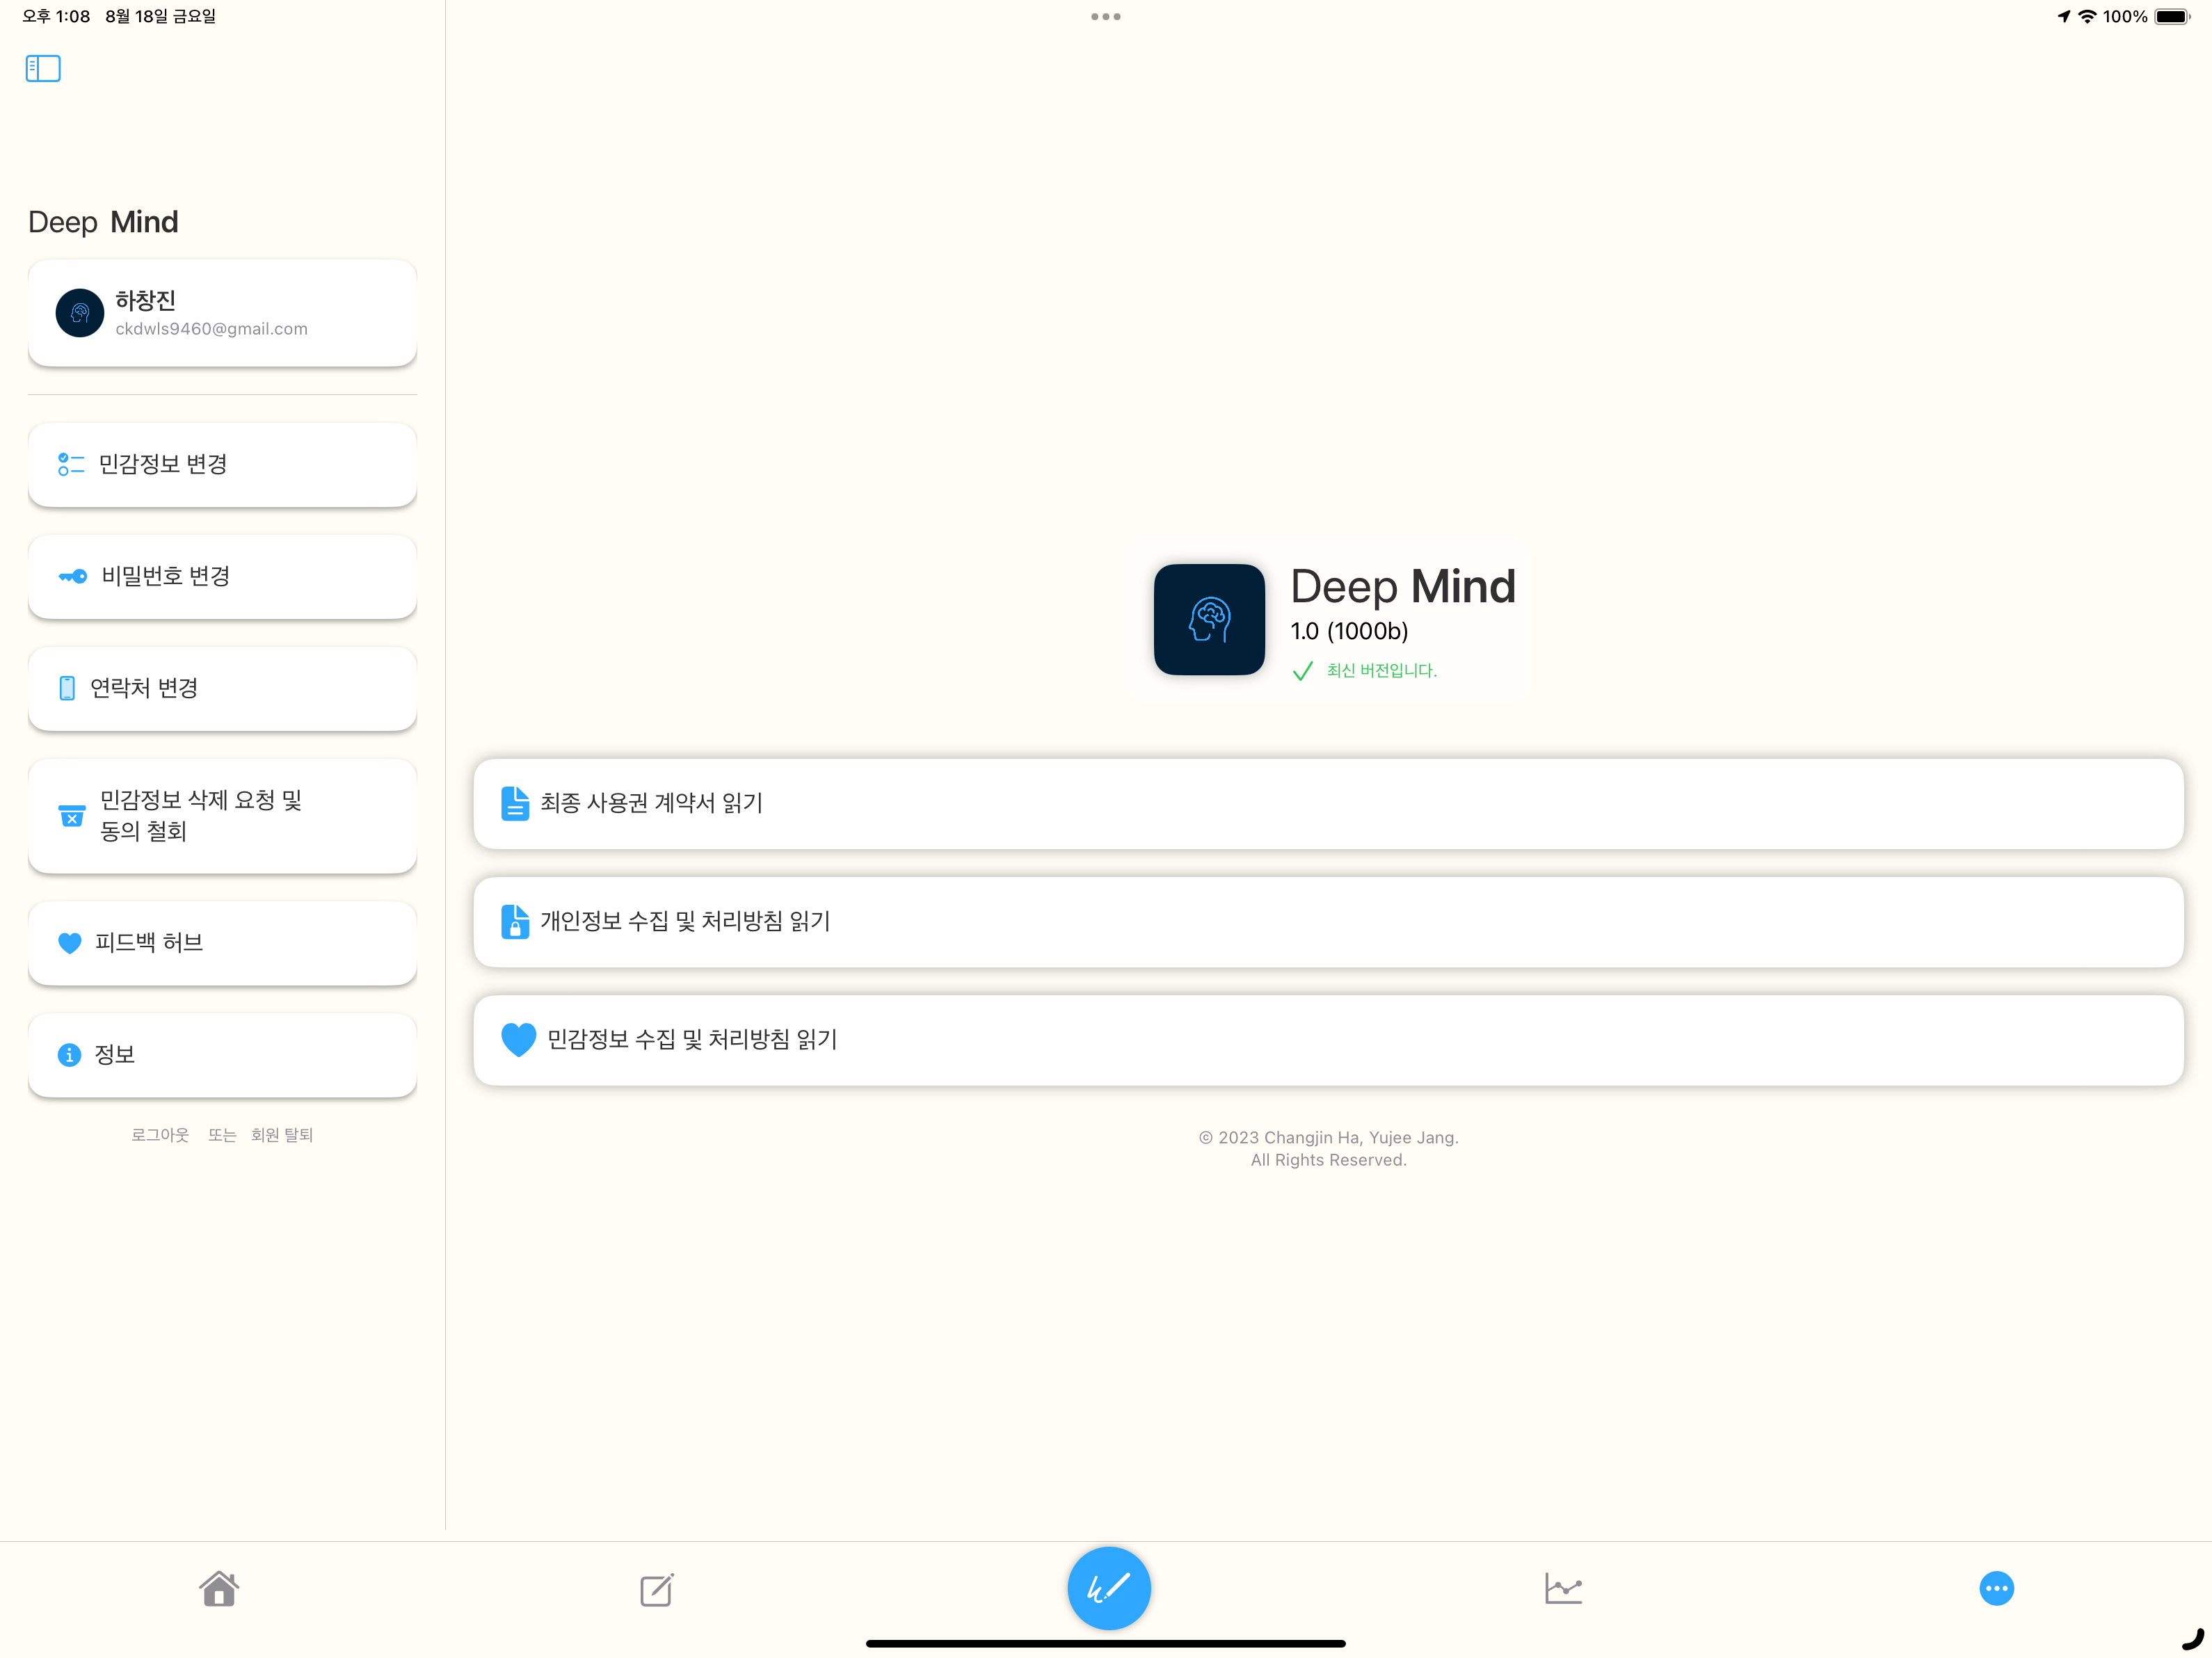 오후 1:08 8월 18일 금요일
100%
Deep Mind
하창진
ckdwls9460@gmail.com
민감정보 변경
비밀번호 변경
연락처 변경
민감정보 삭제 요청 및
동의 철회
피드백 허브
정보
로그아웃 또는 회원 탈퇴
Deep Mind
1.0 (1000b)
최신 버전입니다.
최종 사용권 계약서 읽기
개인정보 수집 및 처리방침 읽기
민감정보 수집 및 처리방침 읽기
© 2023 Changjin Ha, Yujee Jang.
All Rights Reserved.